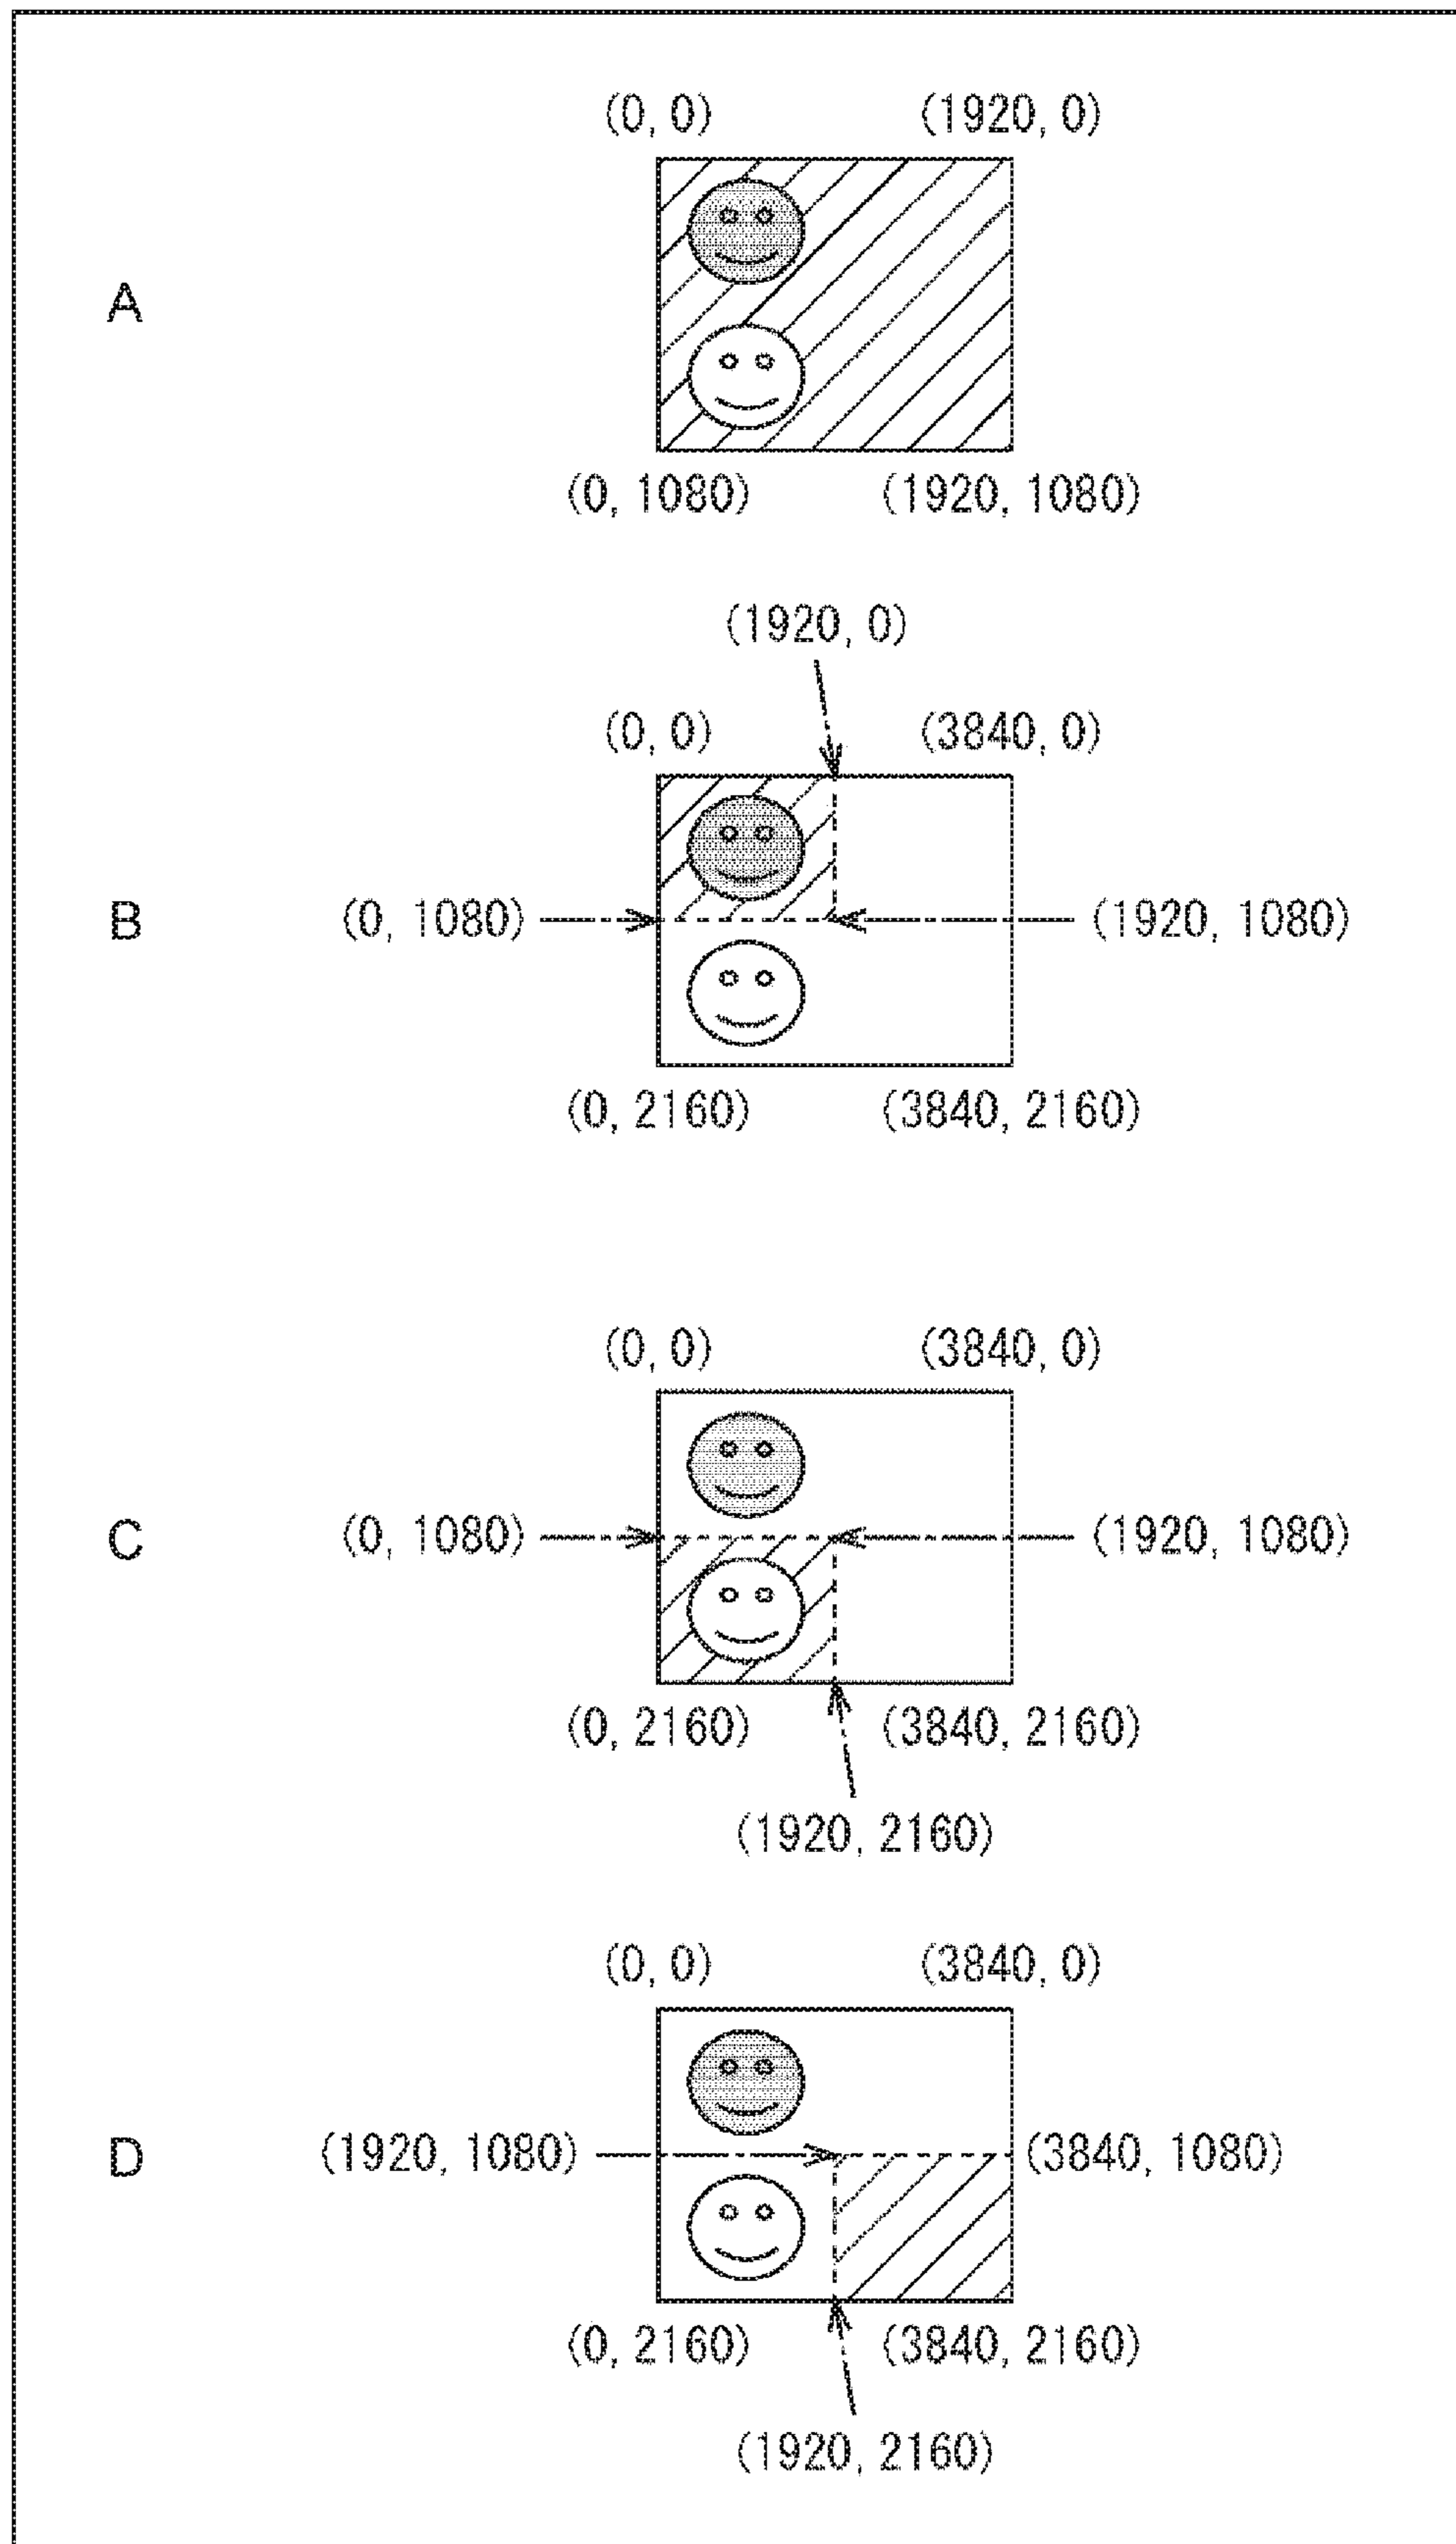 (0, 0) (1920, 0)
A
(0, 1080) (1920, 1080)
(1920, 0)
(0, 0) (3840, 0)
B (0, 1080) (1920, 1080)
(0, 2160) (3840, 2160)
(0, 0) (3840, 0)
C (0, 1080) (1920, 1080)
(0, 2160) (3840, 2160)
(1920, 2160)
(0, 0) (3840, 0)
D (1920, 1080) (3840, 1080)
(0, 2160) (3840, 2160)
(1920, 2160)